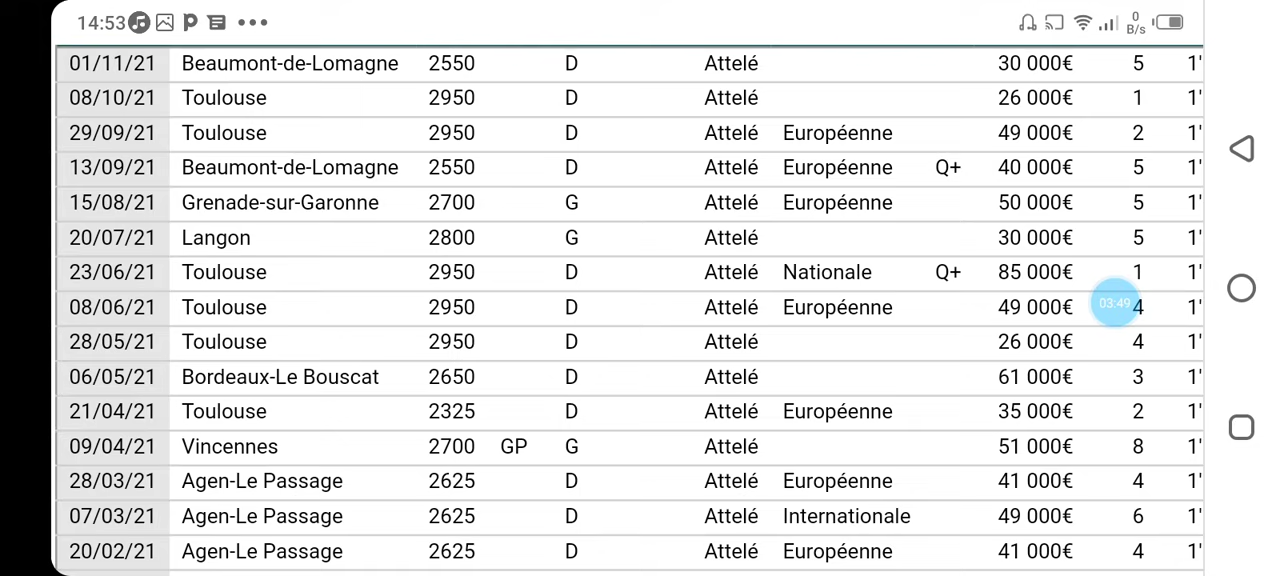 14:53 0 B/s
01/11/21 Beaumont-de-Lomagne 2550 D Attelé 30 000€ 5 1'
08/10/21 Toulouse 2950 D Attelé 26 000€ 1 1'
29/09/21 Toulouse 2950 D Attelé Européenne 49 000€ 2 1'
13/09/21 Beaumont-de-Lomagne 2550 D Attelé Européenne Q+ 40 000€ 5 1'
15/08/21 Grenade-sur-Garonne 2700 G Attelé Européenne 50 000€ 5 1'
20/07/21 Langon 2800 G Attelé 30 000€ 5 1'
23/06/21 Toulouse 2950 D Attelé Nationale Q+ 85 000€ 1 1'
08/06/21 Toulouse 2950 D Attelé Européenne 49 000€ 03:49 4 1'
28/05/21 Toulouse 2950 D Attelé 26 000€ 4 1'
06/05/21 Bordeaux-Le Bouscat 2650 D Attelé 61 000€ 3 1'
21/04/21 Toulouse 2325 D Attelé Européenne 35 000€ 2 1'
09/04/21 Vincennes 2700 GP G Attelé 51 000€ 8 1'
28/03/21 Agen-Le Passage 2625 D Attelé Européenne 41 000€ 4 1'
07/03/21 Agen-Le Passage 2625 D Attelé Internationale 49 000€ 6 1'
20/02/21 Agen-Le Passage 2625 D Attelé Européenne 41 000€ 4 1'